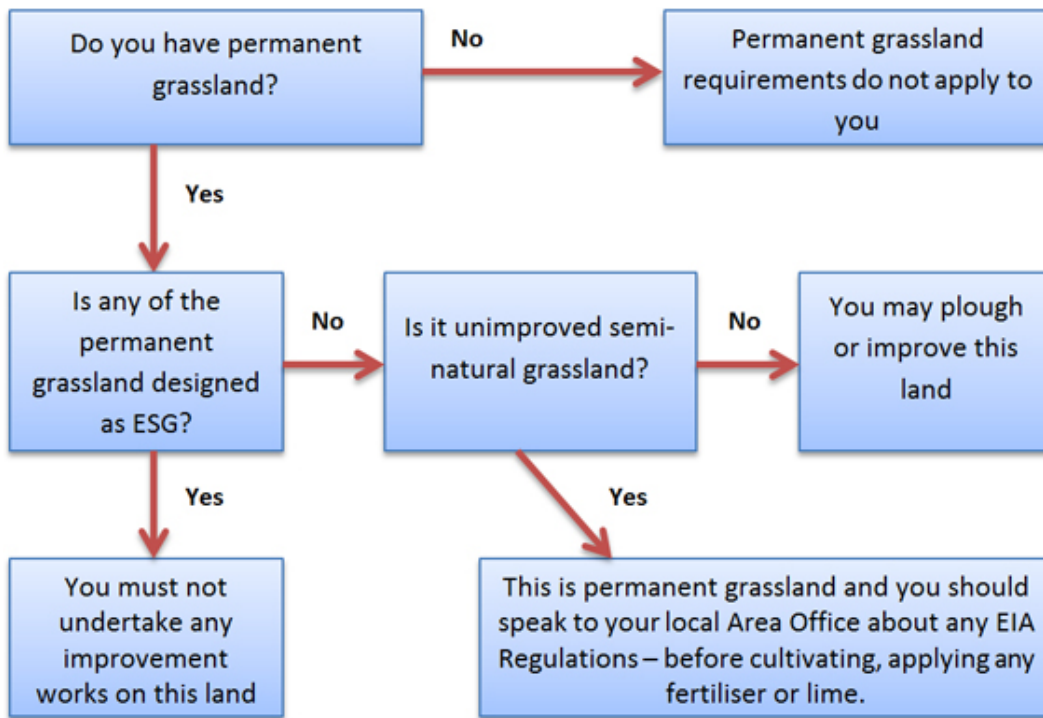 Do you have permanent
grassland?
No
Permanent grassland
requirements do not apply to
you
Yes
Is any of the
permanent
grassland designed
as ESG?
No
Is it unimproved semi-
natural grassland?
No
You may plough
or improve this
land
Yes
Yes
You must not
undertake any
improvement
works on this land
This is permanent grassland and you should
speak to your local Area Office about any EIA
Regulations – before cultivating, applying any
fertiliser or lime.